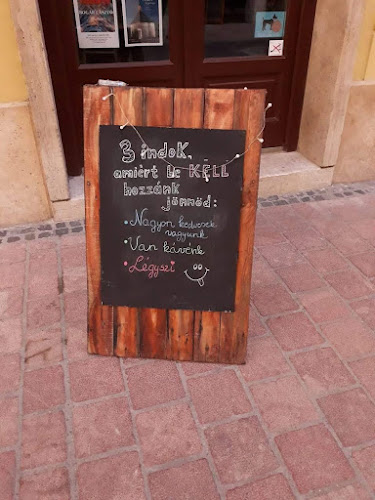 3 indok,
amiért be KELL
hozzánk
jönnöd:
• Nagyon kedvesek
vagyunk
• Van kávénk
• Légyszi